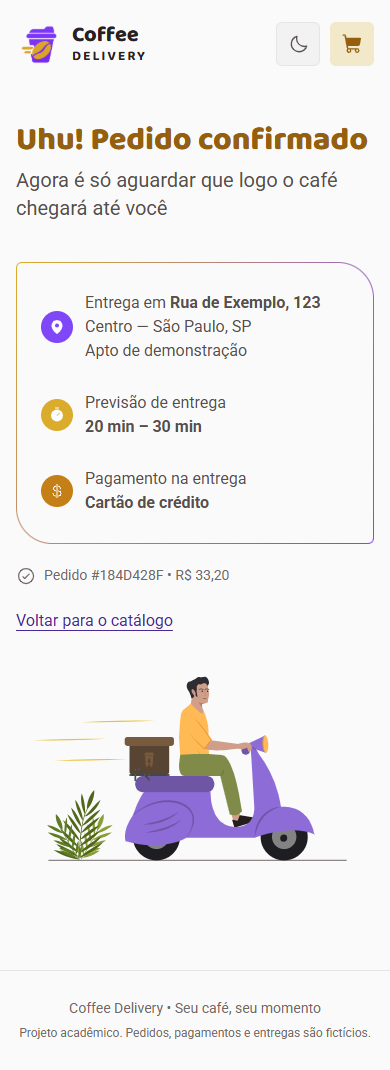 Coffee
DELIVERY
Uhu! Pedido confirmado
Agora é só aguardar que logo o café
chegará até você
Entrega em Rua de Exemplo, 123
Centro — São Paulo, SP
Apto de demonstração
Previsão de entrega
20 min – 30 min
Pagamento na entrega
Cartão de crédito
Pedido #184D428F • R$ 33,20
Voltar para o catálogo
Coffee Delivery • Seu café, seu momento
Projeto acadêmico. Pedidos, pagamentos e entregas são fictícios.